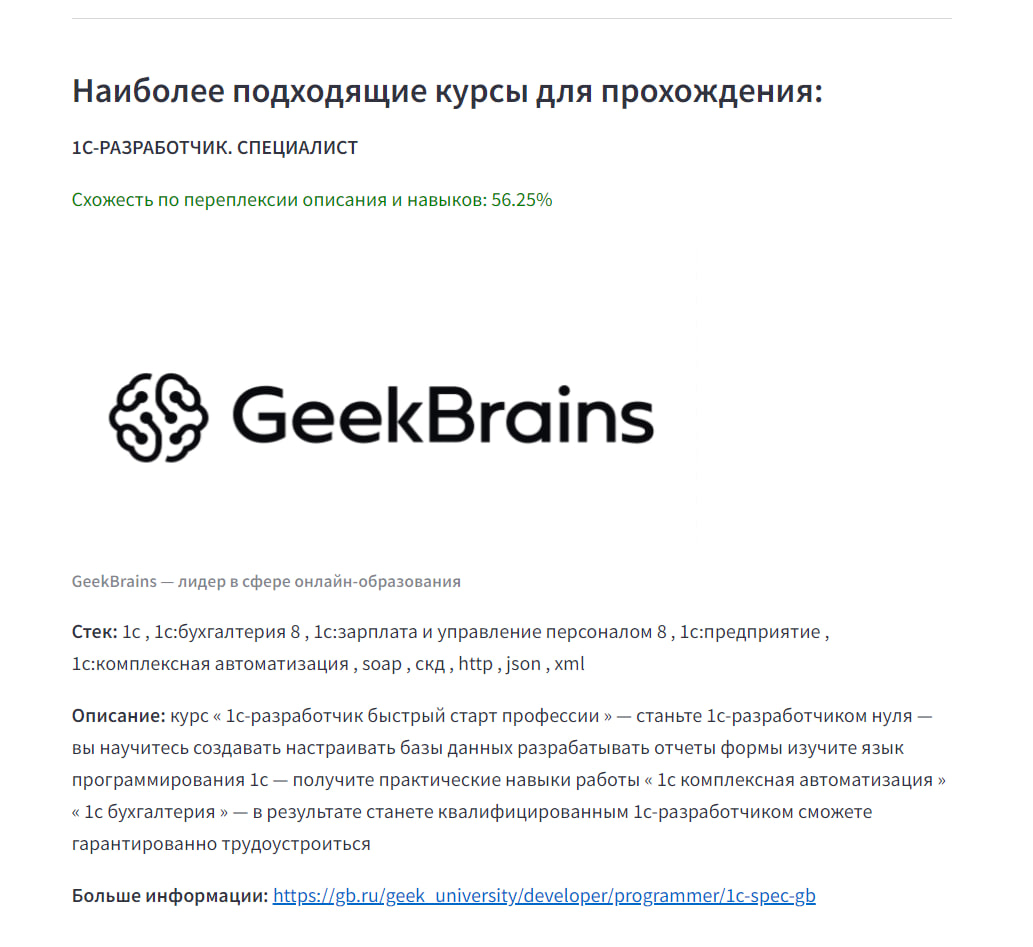 Наиболее подходящие курсы для прохождения:
1С-РАЗРАБОТЧИК. СПЕЦИАЛИСТ
Схожесть по переплексии описания и навыков: 56.25%
GeekBrains
GeekBrains — лидер в сфере онлайн-образования
Стек: 1с , 1с:бухгалтерия 8 , 1с:зарплата и управление персоналом 8 , 1с:предприятие ,
1с:комплексная автоматизация , soap , скд , http , json , xml
Описание: курс « 1с-разработчик быстрый старт профессии » — станьте 1с-разработчиком нуля —
вы научитесь создавать настраивать базы данных разрабатывать отчеты формы изучите язык
программирования 1с — получите практические навыки работы « 1с комплексная автоматизация »
« 1с бухгалтерия » — в результате станете квалифицированным 1с-разработчиком сможете
гарантированно трудоустроиться
Больше информации: https://gb.ru/geek_university/developer/programmer/1c-spec-gb